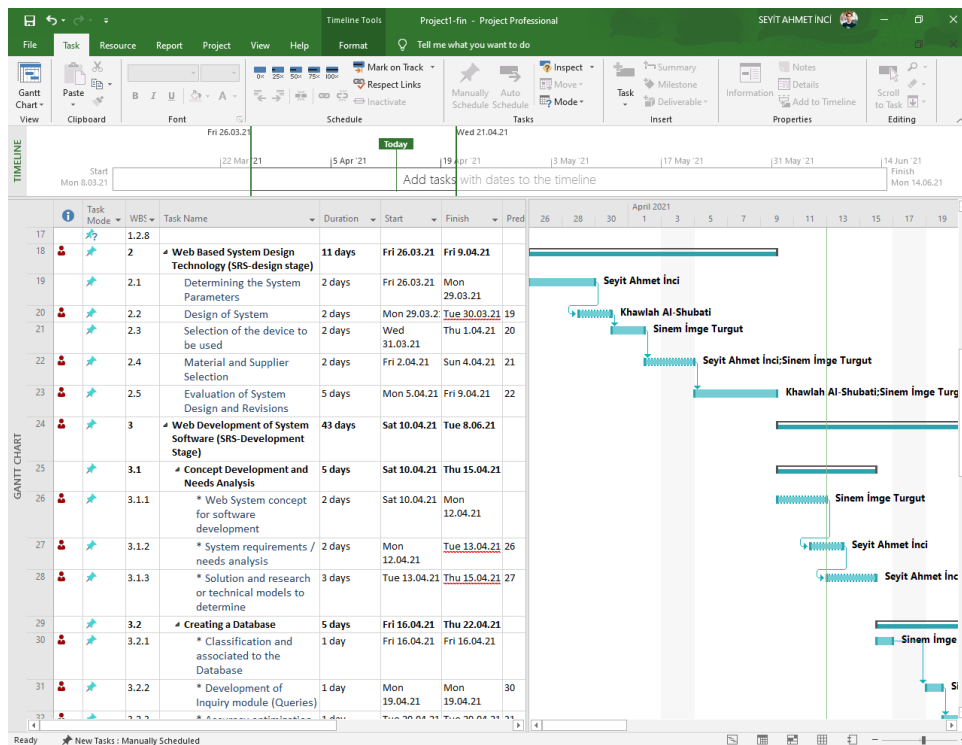 Timeline Tools
Project1-fin - Project Professional
SEYİT AHMET İNCİ
File Task Resource Report Project View Help Format Tell me what you want to do
Gantt Chart
View
Paste
Clipboard
B I U A
Font
0× 25× 50× 75× 100×
Mark on Track
Respect Links
Inactivate
Schedule
Manually Schedule
Auto Schedule
Inspect
Move
Mode
Tasks
Task
Summary
Milestone
Deliverable
Insert
Information
Notes
Details
Add to Timeline
Properties
Scroll to Task
Editing
TIMELINE
Fri 26.03.21
Wed 21.04.21
Today
22 Mar '21 5 Apr '21 19 Apr '21 3 May '21 17 May '21 31 May '21 14 Jun '21
Start
Mon 8.03.21
Add tasks with dates to the timeline
Finish
Mon 14.06.21
GANTT CHART
Task Mode WBS Task Name Duration Start Finish Pred
April 2021
26 28 30 1 3 5 7 9 11 13 15 17 19
17 1.2.8
18 2 Web Based System Design Technology (SRS-design stage) 11 days Fri 26.03.21 Fri 9.04.21
19 2.1 Determining the System Parameters 2 days Fri 26.03.21 Mon 29.03.21
Seyit Ahmet İnci
20 2.2 Design of System 2 days Mon 29.03.2 Tue 30.03.21 19
Khawlah Al-Shubati
21 2.3 Selection of the device to be used 2 days Wed 31.03.21 Thu 1.04.21 20
Sinem İmge Turgut
22 2.4 Material and Supplier Selection 2 days Fri 2.04.21 Sun 4.04.21 21
Seyit Ahmet İnci;Sinem İmge Turgut
23 2.5 Evaluation of System Design and Revisions 5 days Mon 5.04.21 Fri 9.04.21 22
Khawlah Al-Shubati;Sinem İmge Turg
24 3 Web Development of System Software (SRS-Development Stage) 43 days Sat 10.04.21 Tue 8.06.21
25 3.1 Concept Development and Needs Analysis 5 days Sat 10.04.21 Thu 15.04.21
26 3.1.1 * Web System concept for software development 2 days Sat 10.04.21 Mon 12.04.21
Sinem İmge Turgut
27 3.1.2 * System requirements / needs analysis 2 days Mon 12.04.21 Tue 13.04.21 26
Seyit Ahmet İnci
28 3.1.3 * Solution and research or technical models to determine 3 days Tue 13.04.21 Thu 15.04.21 27
Seyit Ahmet İnc
29 3.2 Creating a Database 5 days Fri 16.04.21 Thu 22.04.21
30 3.2.1 * Classification and associated to the Database 1 day Fri 16.04.21 Fri 16.04.21
Sinem İmge
31 3.2.2 * Development of Inquiry module (Queries) 1 day Mon 19.04.21 Mon 19.04.21 30
Si
Ready New Tasks : Manually Scheduled